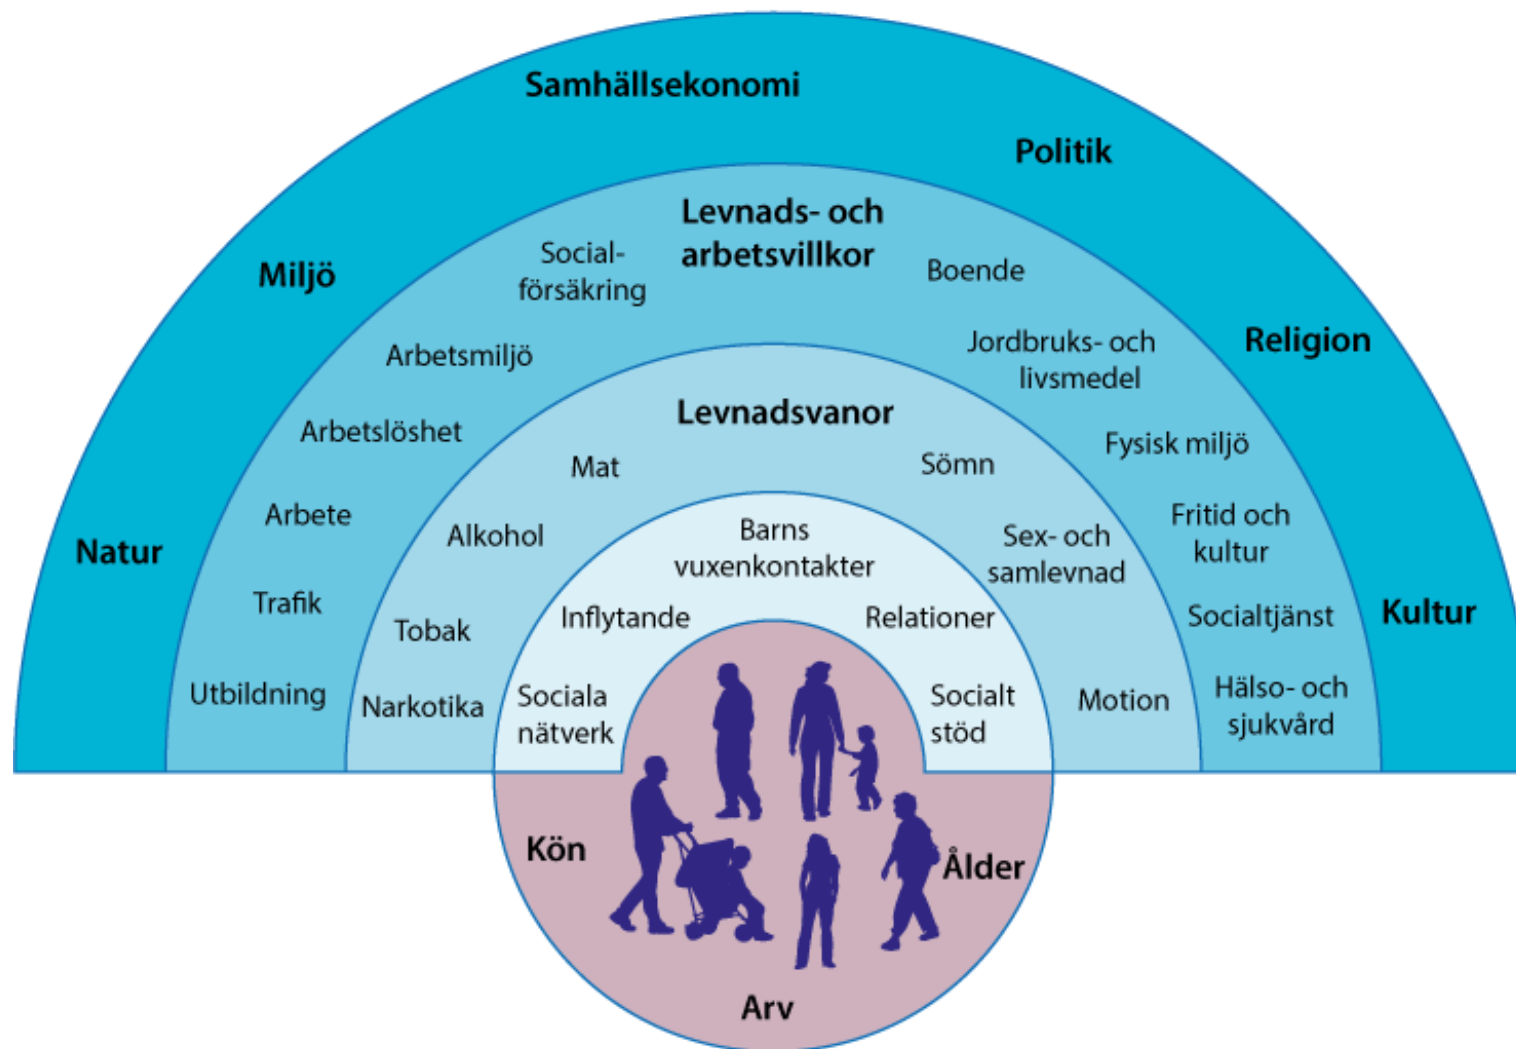 Samhällsekonomi
Politik
Miljö
Religion
Natur
Kultur
Levnads- och
arbetsvillkor
Social-
försäkring
Boende
Arbetsmiljö
Jordbruks- och
livsmedel
Arbetslöshet
Fysisk miljö
Arbete
Fritid och
kultur
Trafik
Socialtjänst
Utbildning
Hälso- och
sjukvård
Levnadsvanor
Mat
Sömn
Alkohol
Sex- och
samlevnad
Tobak
Narkotika
Motion
Barns
vuxenkontakter
Inflytande
Relationer
Sociala
nätverk
Socialt
stöd
Kön
Ålder
Arv